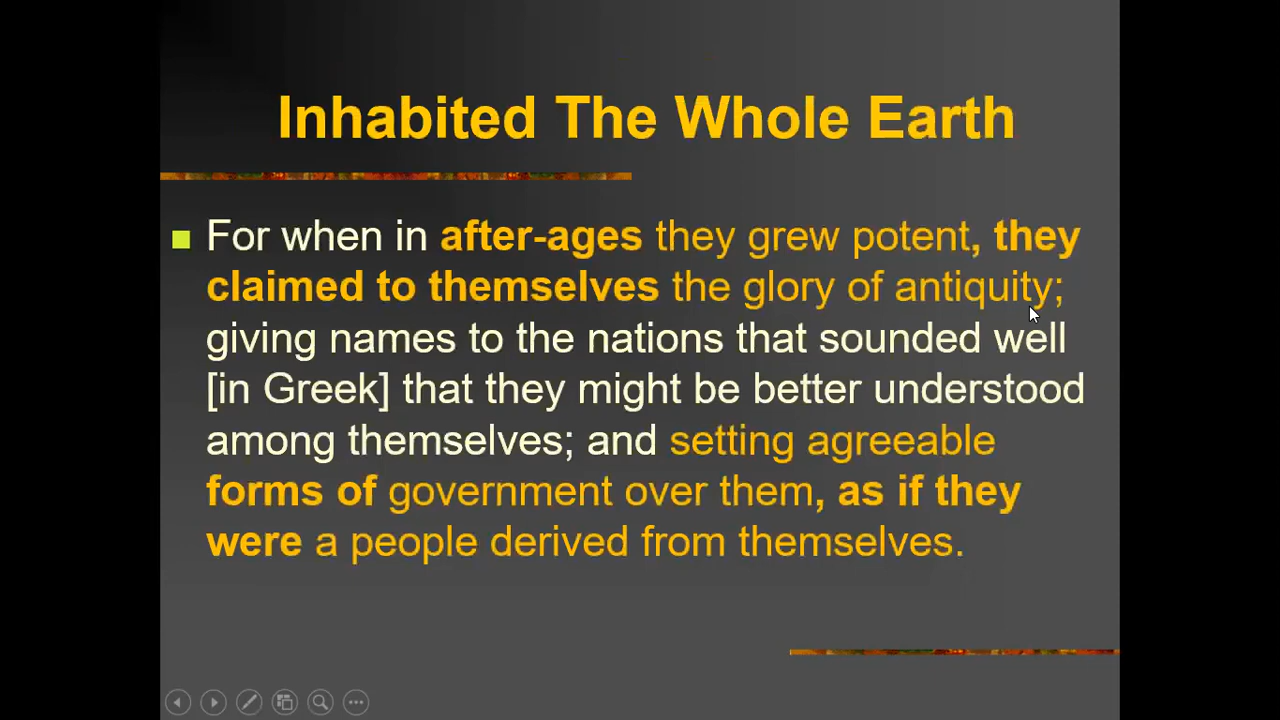 Inhabited The Whole Earth
For when in after-ages they grew potent, they
claimed to themselves the glory of antiquity;
giving names to the nations that sounded well
[in Greek] that they might be better understood
among themselves; and setting agreeable
forms of government over them, as if they
were a people derived from themselves.